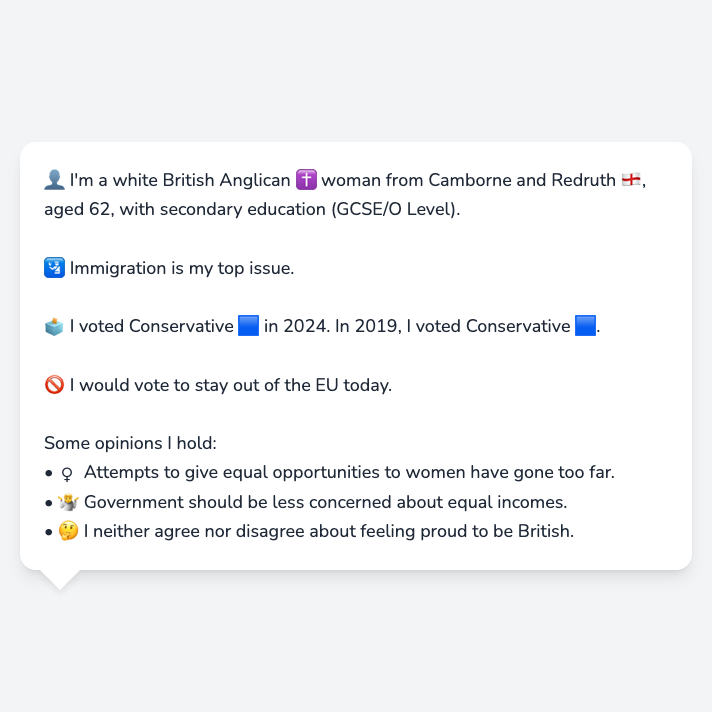 👤 I'm a white British Anglican ✝️ woman from Camborne and Redruth 🏴󠁧󠁢󠁥󠁮󠁧󠁿,
aged 62, with secondary education (GCSE/O Level).
🛂 Immigration is my top issue.
🗳️ I voted Conservative 🟦 in 2024. In 2019, I voted Conservative 🟦.
🚫 I would vote to stay out of the EU today.
Some opinions I hold:
• ♀ Attempts to give equal opportunities to women have gone too far.
• 🤷 Government should be less concerned about equal incomes.
• 🤔 I neither agree nor disagree about feeling proud to be British.